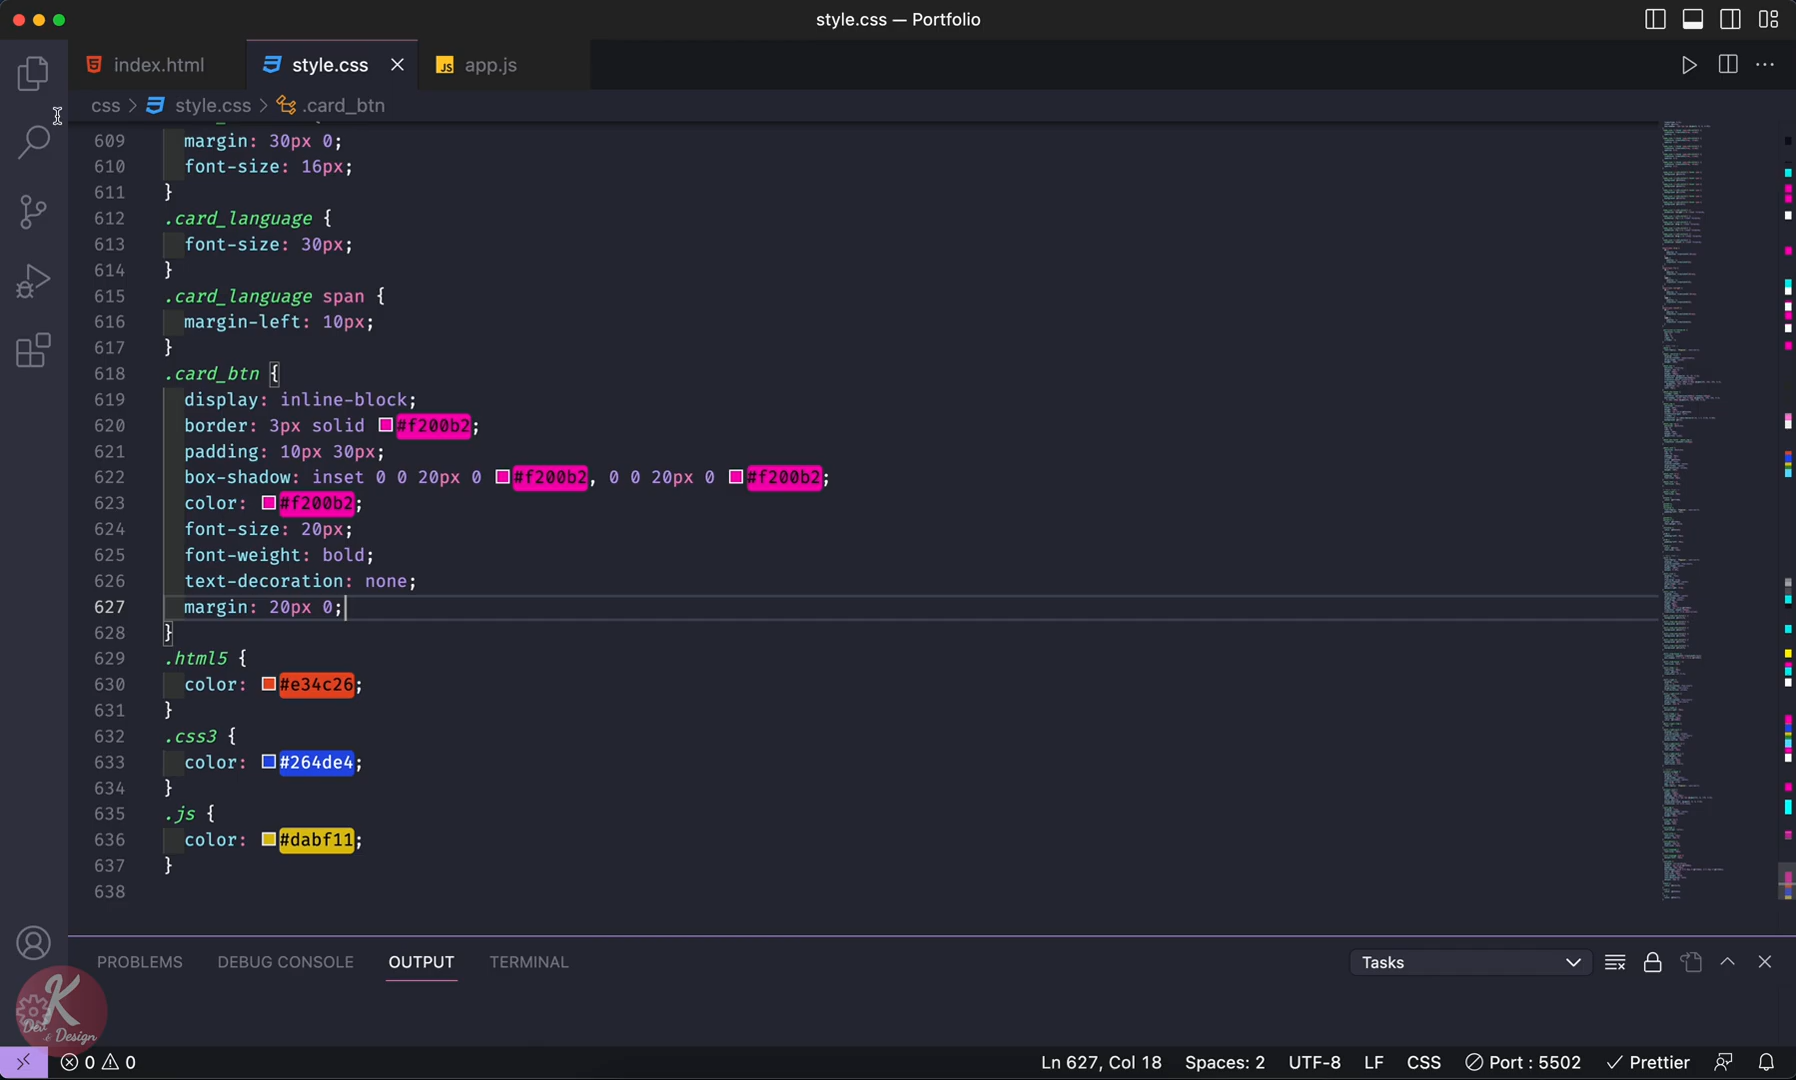 style.css — Portfolio
index.html
style.css
JS app.js
css > style.css > .card_btn
609 margin: 30px 0;
610 font-size: 16px;
611 }
612 .card_language {
613 font-size: 30px;
614 }
615 .card_language span {
616 margin-left: 10px;
617 }
618 .card_btn {
619 display: inline-block;
620 border: 3px solid #f200b2;
621 padding: 10px 30px;
622 box-shadow: inset 0 0 20px 0 #f200b2, 0 0 20px 0 #f200b2;
623 color: #f200b2;
624 font-size: 20px;
625 font-weight: bold;
626 text-decoration: none;
627 margin: 20px 0;
628 }
629 .html5 {
630 color: #e34c26;
631 }
632 .css3 {
633 color: #264de4;
634 }
635 .js {
636 color: #dabf11;
637 }
638
PROBLEMS DEBUG CONSOLE OUTPUT TERMINAL Tasks
K
Dev & Design
0 0 Ln 627, Col 18 Spaces: 2 UTF-8 LF CSS Port : 5502 Prettier